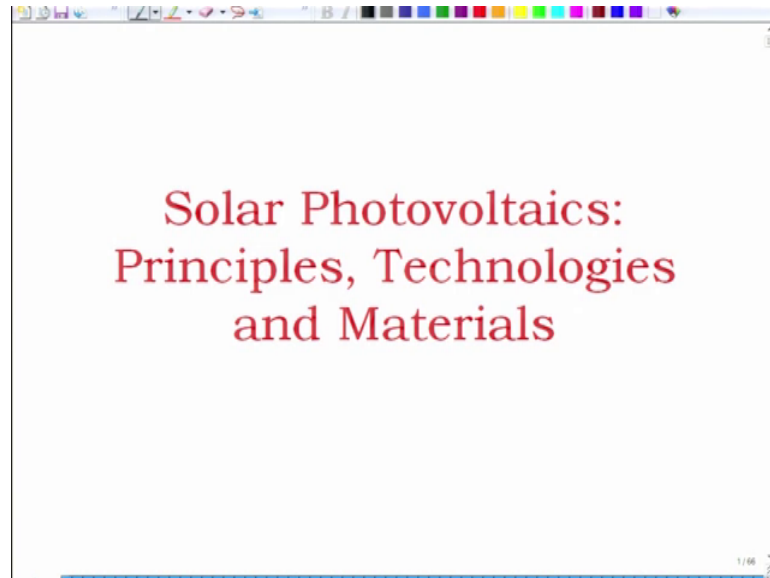 B I
Solar Photovoltaics:
Principles, Technologies
and Materials
1 / 66